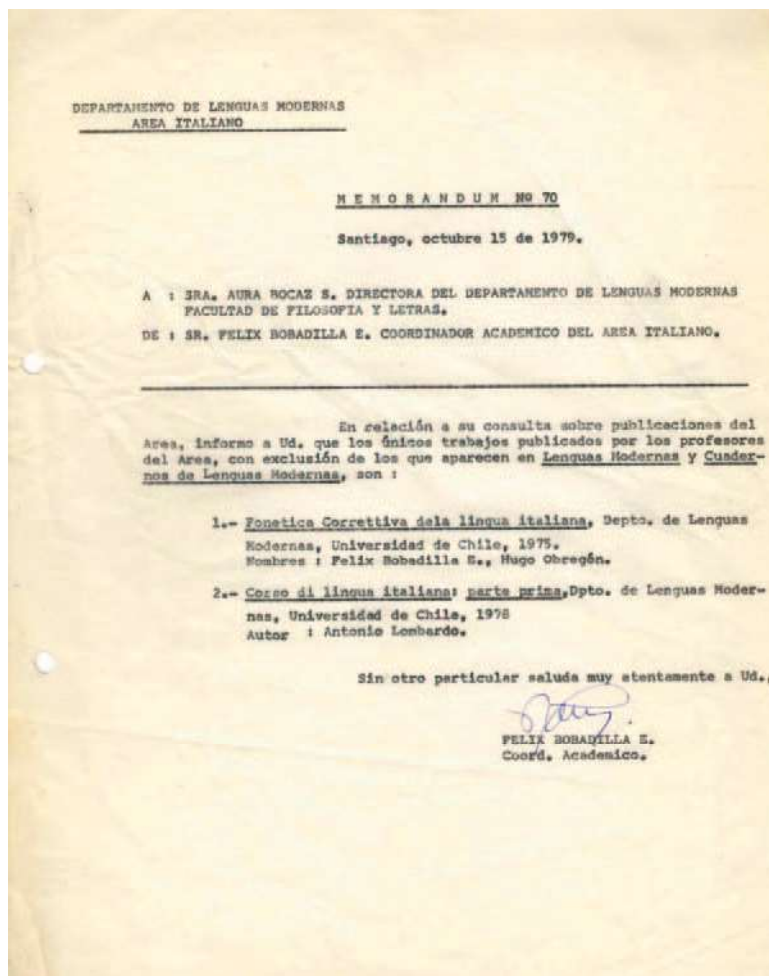 DEPARTAMENTO DE LENGUAS MODERNAS
AREA ITALIANO
M E M O R A N D U M Nº 70
Santiago, octubre 15 de 1979.
A : SRA. AURA BOCAZ S. DIRECTORA DEL DEPARTAMENTO DE LENGUAS MODERNAS
FACULTAD DE FILOSOFIA Y LETRAS.
DE : SR. FELIX BOBADILLA E. COORDINADOR ACADEMICO DEL AREA ITALIANO.
En relación a su consulta sobre publicaciones del
Area, informo a Ud. que los únicos trabajos publicados por los profesores
del Area, con exclusión de los que aparecen en Lenguas Modernas y Cuader-
nos de Lenguas Modernas, son :
1.- Fonetica Correttiva dela lingua italiana, Depto. de Lenguas
Modernas, Universidad de Chile, 1975.
Nombres : Felix Bobadilla E., Hugo Obregón.
2.- Corso di lingua italiana: parte prima,Dpto. de Lenguas Moder-
nas, Universidad de Chile, 1978
Autor : Antonio Lombardo.
Sin otro particular saluda muy atentamente a Ud.,
FELIX BOBADILLA E.
Coord. Academico.